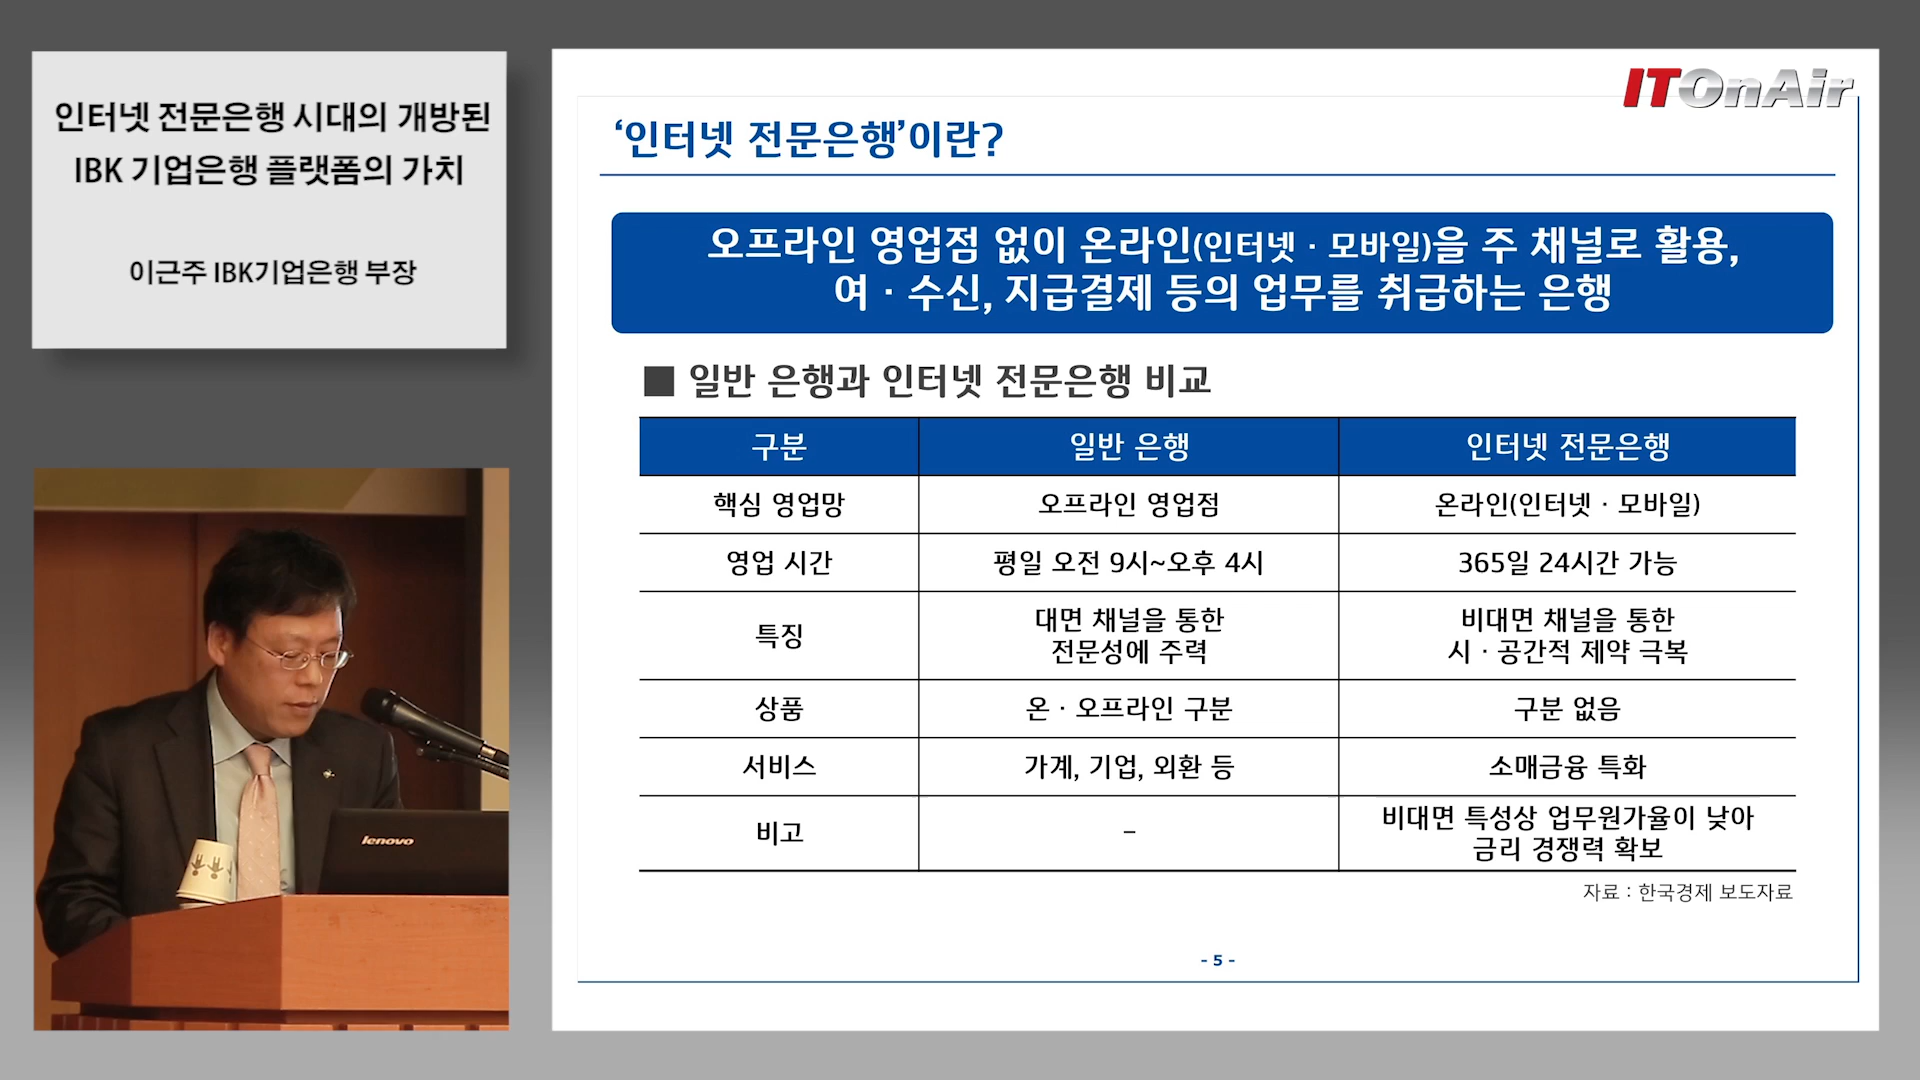 인터넷 전문은행 시대의 개방된
IBK 기업은행 플랫폼의 가치
이근주 IBK기업은행 부장
lenovo
ITOnAir
‘인터넷 전문은행’이란?
오프라인 영업점 없이 온라인(인터넷 · 모바일)을 주 채널로 활용,
여 · 수신, 지급결제 등의 업무를 취급하는 은행
■ 일반 은행과 인터넷 전문은행 비교
구분 일반 은행 인터넷 전문은행
핵심 영업망 오프라인 영업점 온라인(인터넷 · 모바일)
영업 시간 평일 오전 9시~오후 4시 365일 24시간 가능
특징 대면 채널을 통한 전문성에 주력 비대면 채널을 통한 시 · 공간적 제약 극복
상품 온 · 오프라인 구분 구분 없음
서비스 가계, 기업, 외환 등 소매금융 특화
비고 – 비대면 특성상 업무원가율이 낮아 금리 경쟁력 확보
자료 : 한국경제 보도자료
- 5 -